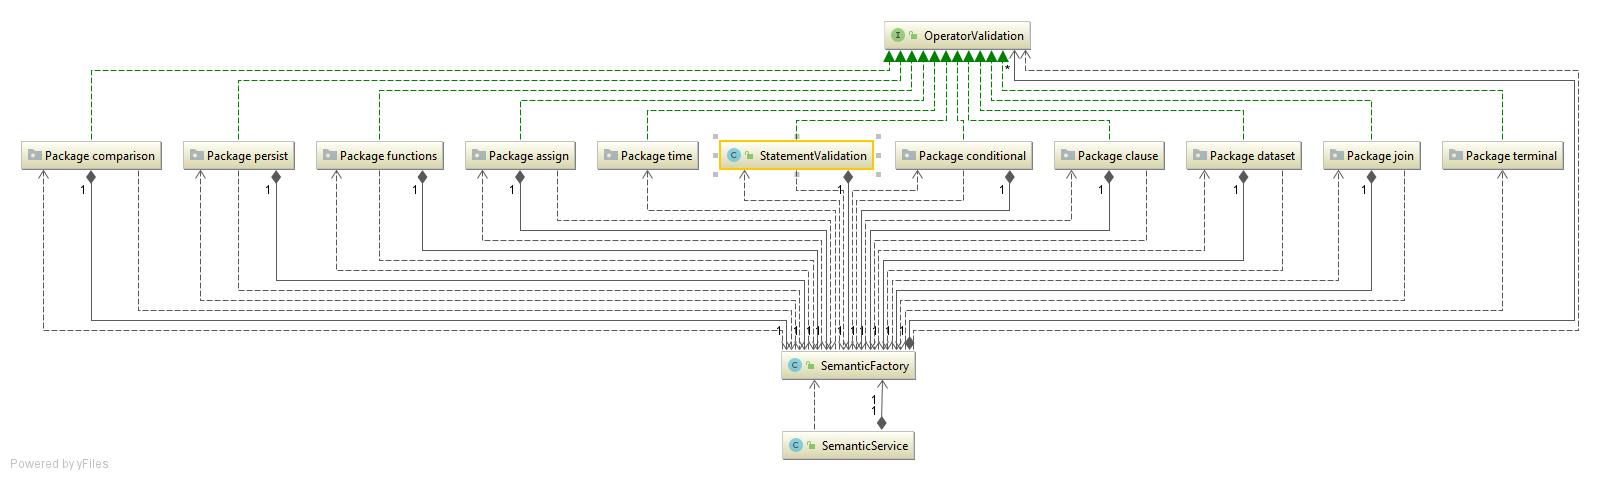 OperatorValidation
*
Package comparison
Package persist
Package functions
Package assign
Package time
StatementValidation
Package conditional
Package clause
Package dataset
Package join
Package terminal
1 1 1 1 1 1 1 1 1
1 1 1 1 1 1 1 1 1 1
SemanticFactory
1
1
SemanticService
Powered by yFiles